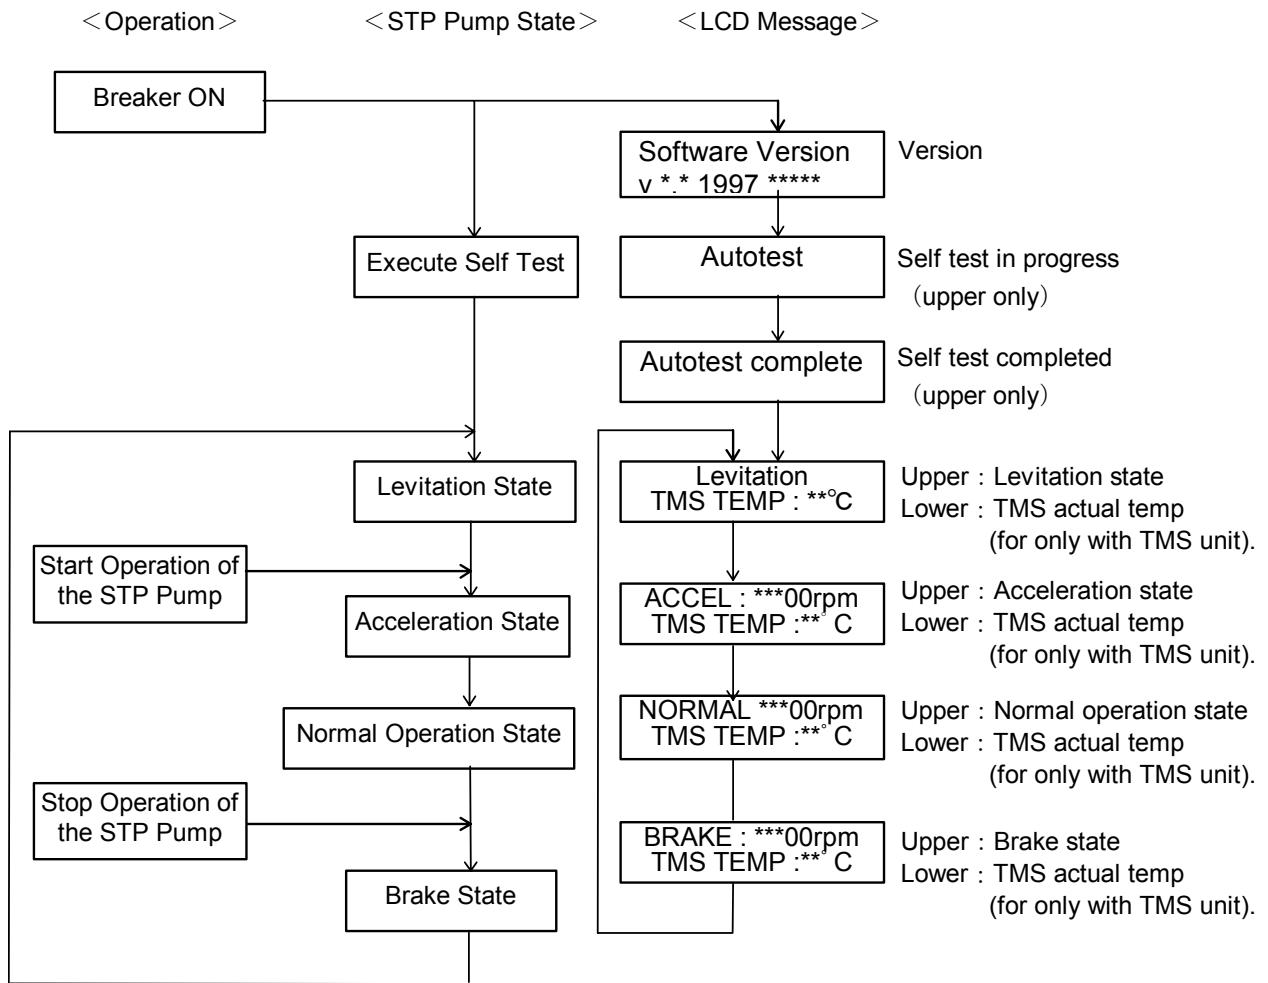 ＜Operation＞ ＜STP Pump State＞ ＜LCD Message＞
Breaker ON
Software Version
v *.* 1997 *****
Version
Execute Self Test
Autotest
Self test in progress
（upper only）
Autotest complete
Self test completed
（upper only）
Levitation State
Levitation
TMS TEMP : **℃
Upper：Levitation state
Lower：TMS actual temp
(for only with TMS unit).
Start Operation of
the STP Pump
Acceleration State
ACCEL : ***00rpm
TMS TEMP :**° C
Upper：Acceleration state
Lower：TMS actual temp
(for only with TMS unit).
Normal Operation State
NORMAL ***00rpm
TMS TEMP :**° C
Upper：Normal operation state
Lower：TMS actual temp
(for only with TMS unit).
Stop Operation of
the STP Pump
Brake State
BRAKE : ***00rpm
TMS TEMP :**° C
Upper：Brake state
Lower：TMS actual temp
(for only with TMS unit).